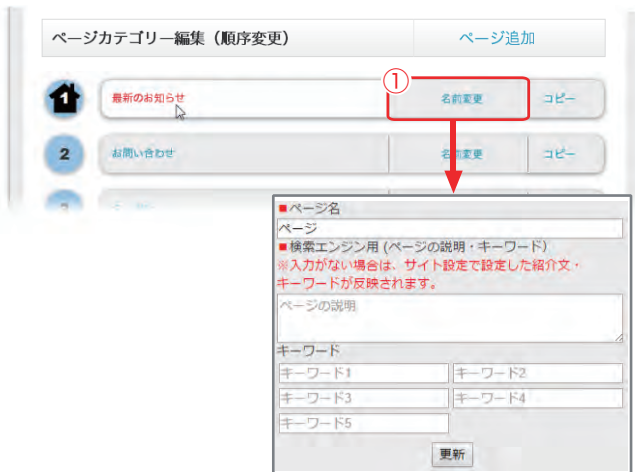 ページカテゴリー編集（順序変更） ページ追加
①
1 最新のお知らせ 名前変更 コピー
2 お問い合わせ 名前変更 コピー
■ページ名
ページ
■検索エンジン用 (ページの説明・キーワード)
※入力がない場合は、サイト設定で設定した紹介文・
キーワードが反映されます。
ページの説明
キーワード
キーワード1 キーワード2
キーワード3 キーワード4
キーワード5
更新